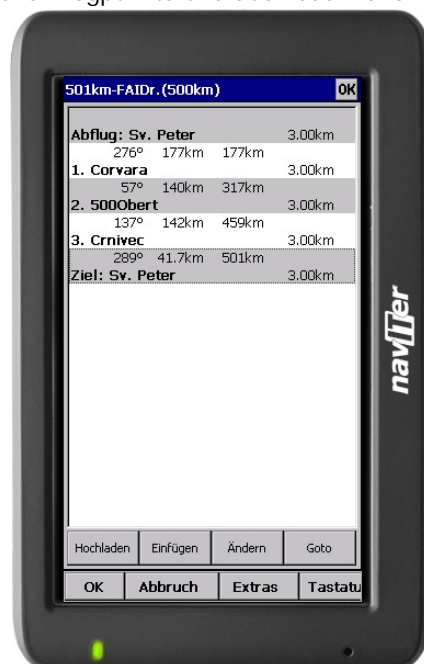 501km-FAIDr.(500km) OK
Abflug: Sv. Peter 3.00km
276° 177km 177km
1. Corvara 3.00km
57° 140km 317km
2. 500Obert 3.00km
137° 142km 459km
3. Crnivec 3.00km
289° 41.7km 501km
Ziel: Sv. Peter 3.00km
Hochladen Einfügen Ändern Goto
OK Abbruch Extras Tastatu
naviter